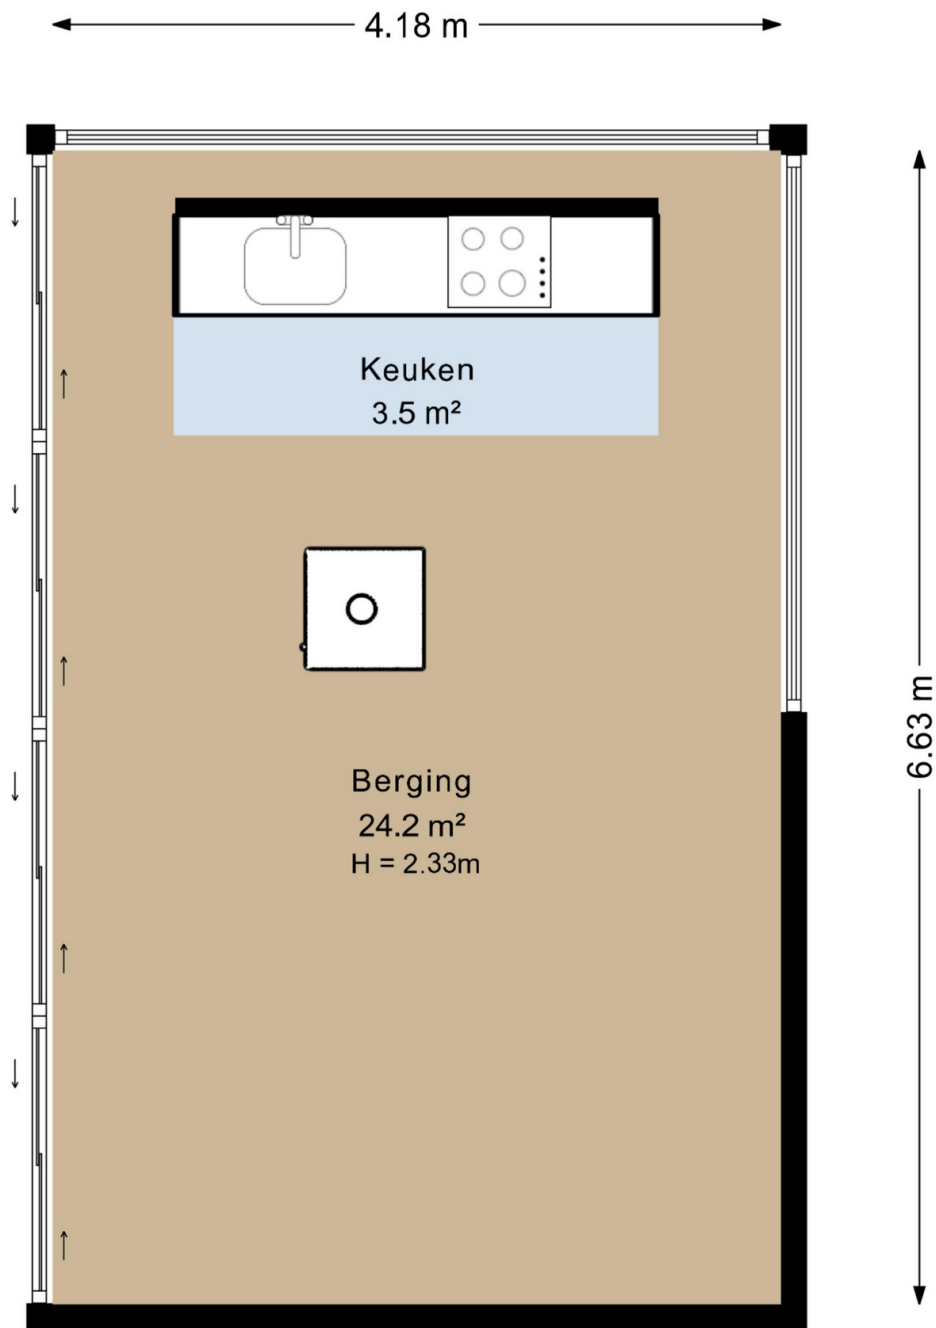 4.18 m
Keuken
3.5 m²
6.63 m
Berging
24.2 m²
H = 2.33m